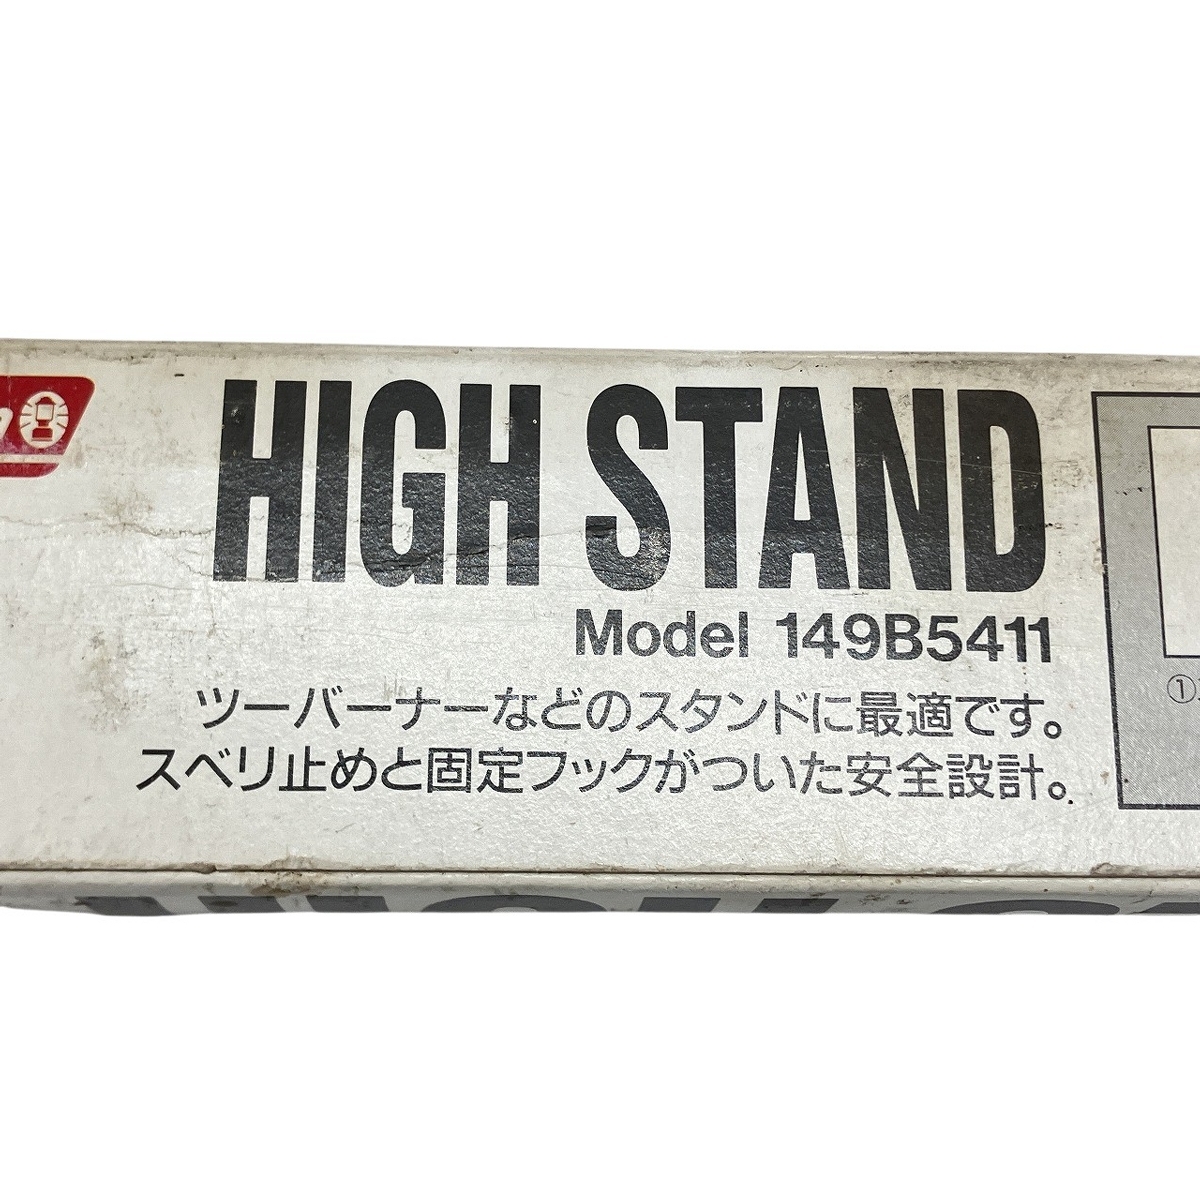 HIGH STAND
Model 149B5411
ツーバーナーなどのスタンドに最適です。
スベリ止めと固定フックがついた安全設計。
①